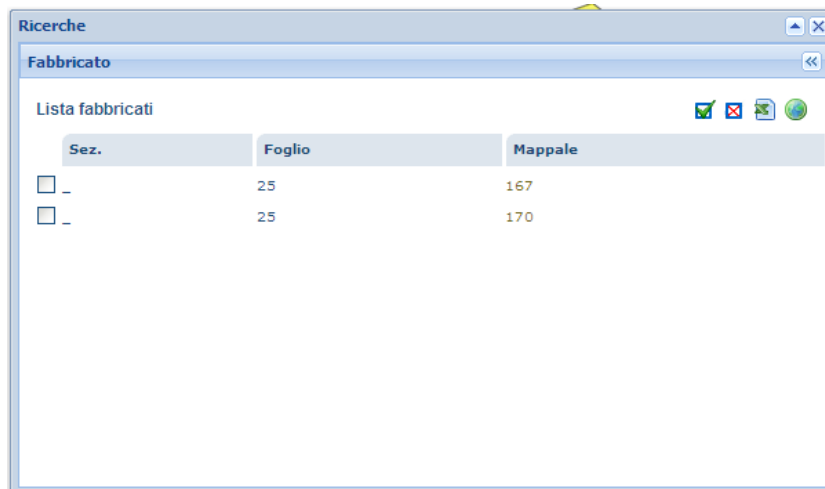 Ricerche
Fabbricato
Lista fabbricati
Sez. Foglio Mappale
_ 25 167
_ 25 170